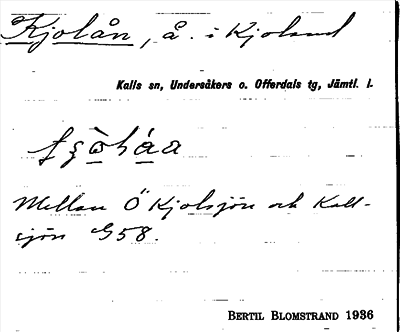 Kjolån, å. i Kjoland
Kalls sn, Undersåkers o. Offerdals tg, Jämtl. l.
Mellan Ö Kjolsjön och Kall-
sjön G58.
BERTIL BLOMSTRAND 1936